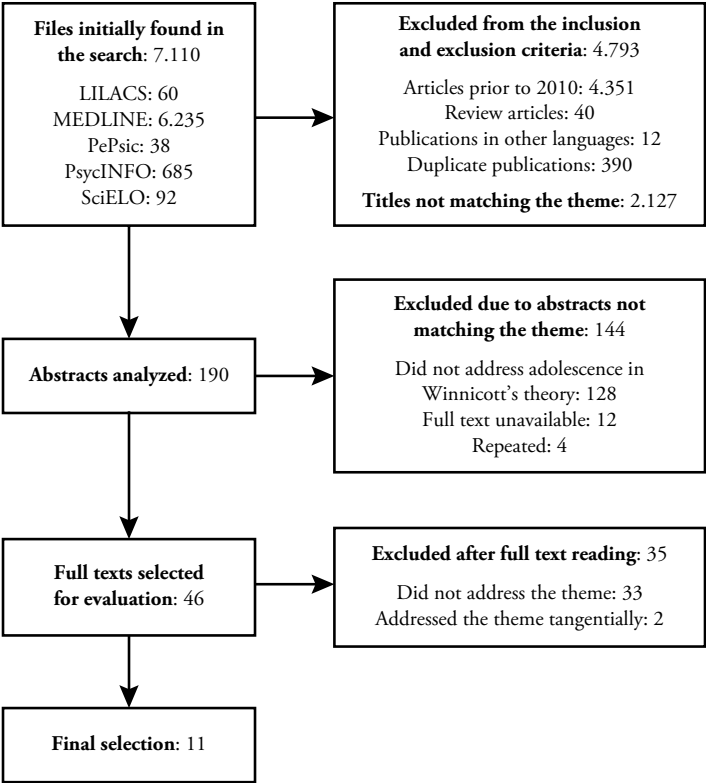 Files initially found in
the search: 7.110
LILACS: 60
MEDLINE: 6.235
PePsic: 38
PsycINFO: 685
SciELO: 92
Excluded from the inclusion
and exclusion criteria: 4.793
Articles prior to 2010: 4.351
Review articles: 40
Publications in other languages: 12
Duplicate publications: 390
Titles not matching the theme: 2.127
Abstracts analyzed: 190
Excluded due to abstracts not
matching the theme: 144
Did not address adolescence in
Winnicott’s theory: 128
Full text unavailable: 12
Repeated: 4
Full texts selected
for evaluation: 46
Excluded after full text reading: 35
Did not address the theme: 33
Addressed the theme tangentially: 2
Final selection: 11